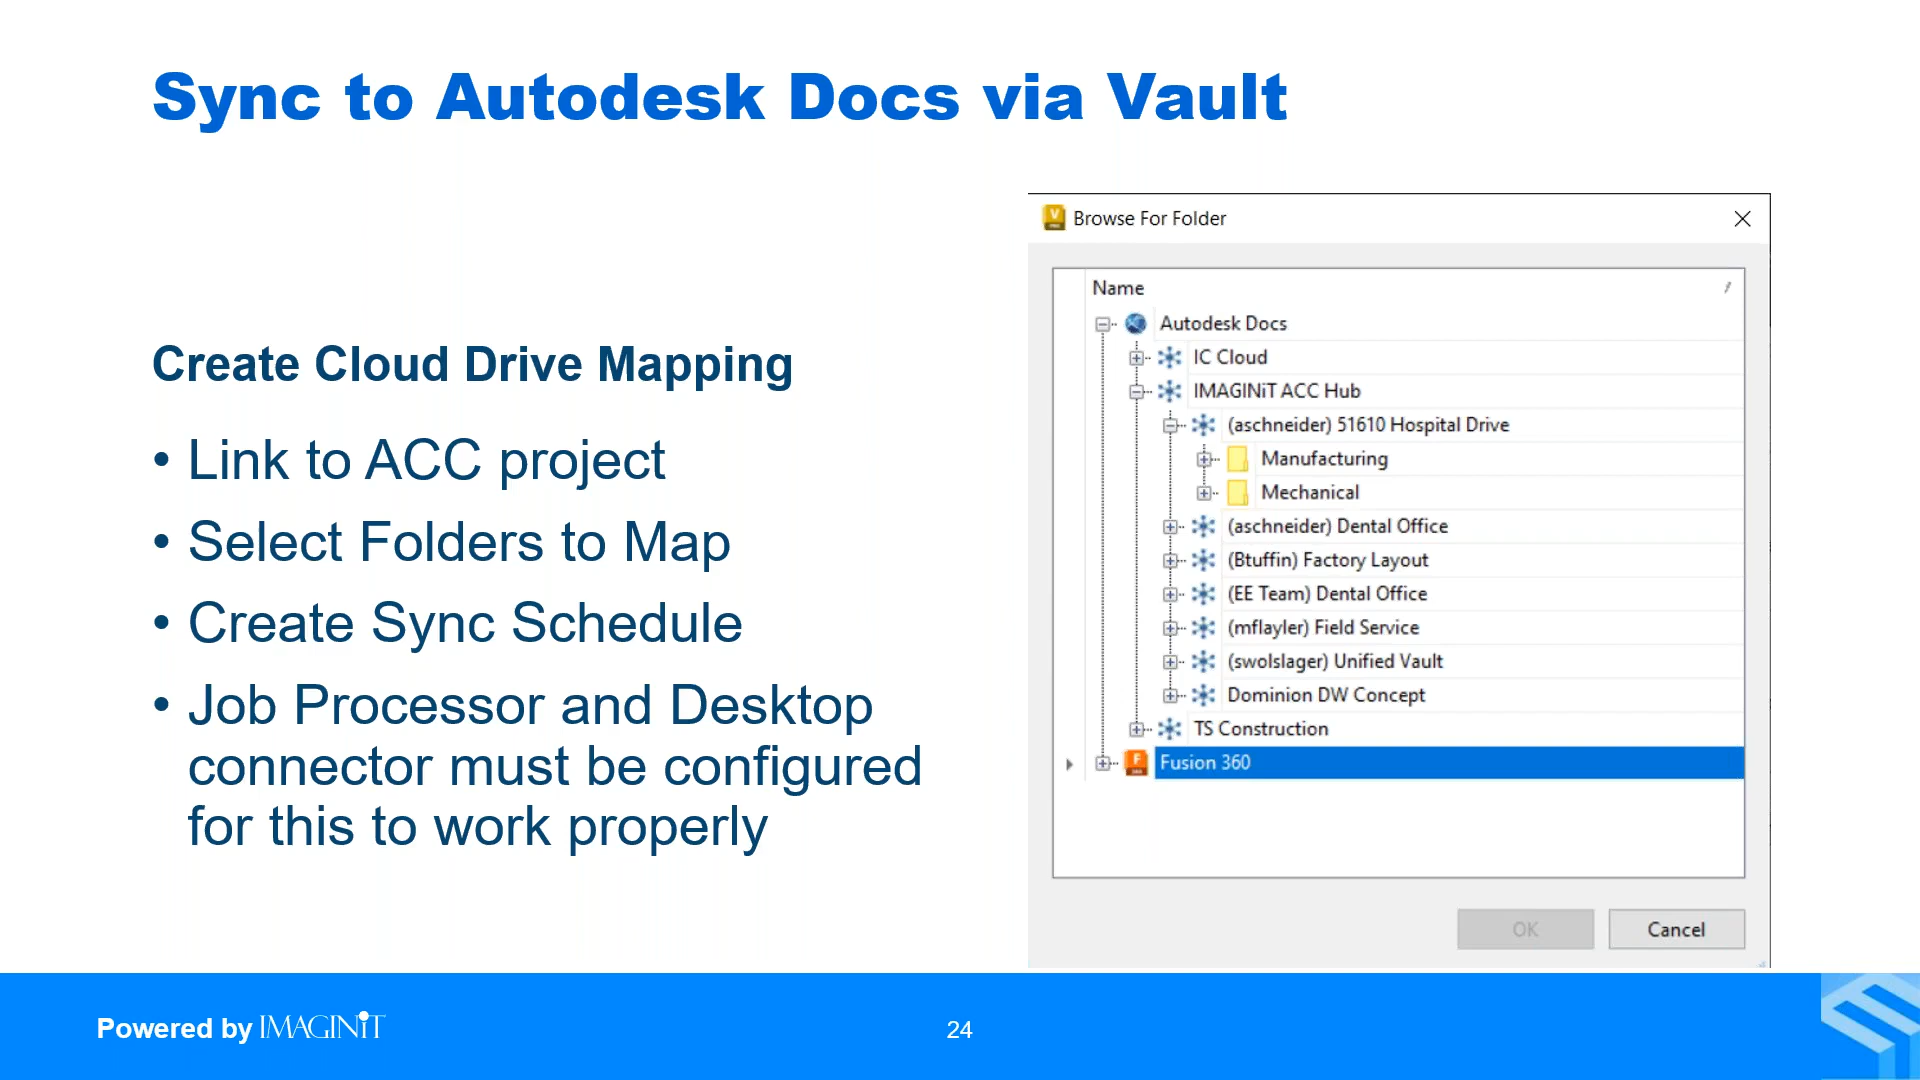 Sync to Autodesk Docs via Vault
Create Cloud Drive Mapping
• Link to ACC project
• Select Folders to Map
• Create Sync Schedule
• Job Processor and Desktop
connector must be configured
for this to work properly
Browse For Folder
Name
Autodesk Docs
IC Cloud
IMAGINiT ACC Hub
(aschneider) 51610 Hospital Drive
Manufacturing
Mechanical
(aschneider) Dental Office
(Btuffin) Factory Layout
(EE Team) Dental Office
(mflayler) Field Service
(swolslager) Unified Vault
Dominion DW Concept
TS Construction
Fusion 360
OK
Cancel
Powered by IMAGINiT
24